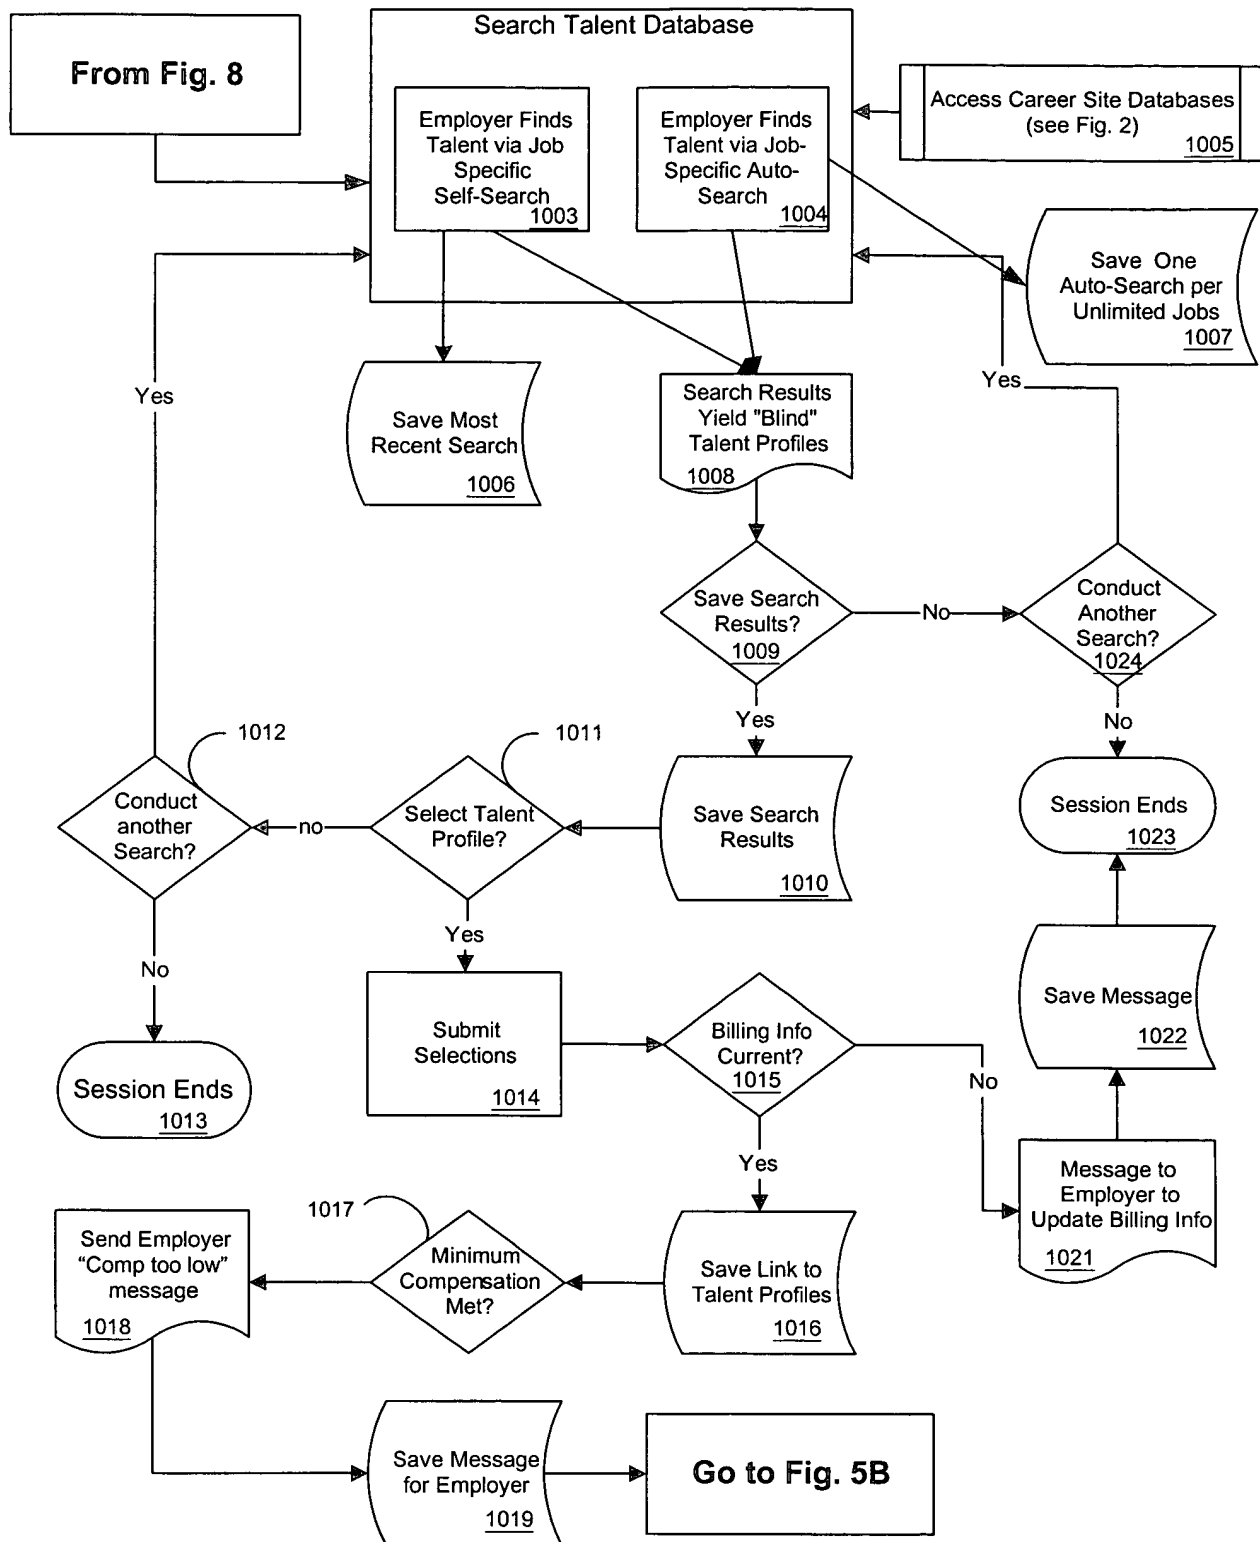 From Fig. 8
Search Talent Database
Employer Finds
Talent via Job
Specific
Self-Search
1003
Employer Finds
Talent via Job-
Specific Auto-
Search
1004
Access Career Site Databases
(see Fig. 2)
1005
Save One
Auto-Search per
Unlimited Jobs
1007
Yes
Yes
Save Most
Recent Search
1006
Search Results
Yield "Blind"
Talent Profiles
1008
Save Search
Results?
1009
No
Conduct
Another
Search?
1024
Yes
No
1012
1011
Conduct
another
Search?
no
Select Talent
Profile?
Save Search
Results
1010
Session Ends
1023
Yes
No
Submit
Selections
1014
Billing Info
Current?
1015
No
Save Message
1022
Session Ends
1013
Yes
Message to
Employer to
Update Billing Info
1021
1017
Send Employer
“Comp too low”
message
1018
Minimum
Compensation
Met?
Save Link to
Talent Profiles
1016
Save Message
for Employer
1019
Go to Fig. 5B